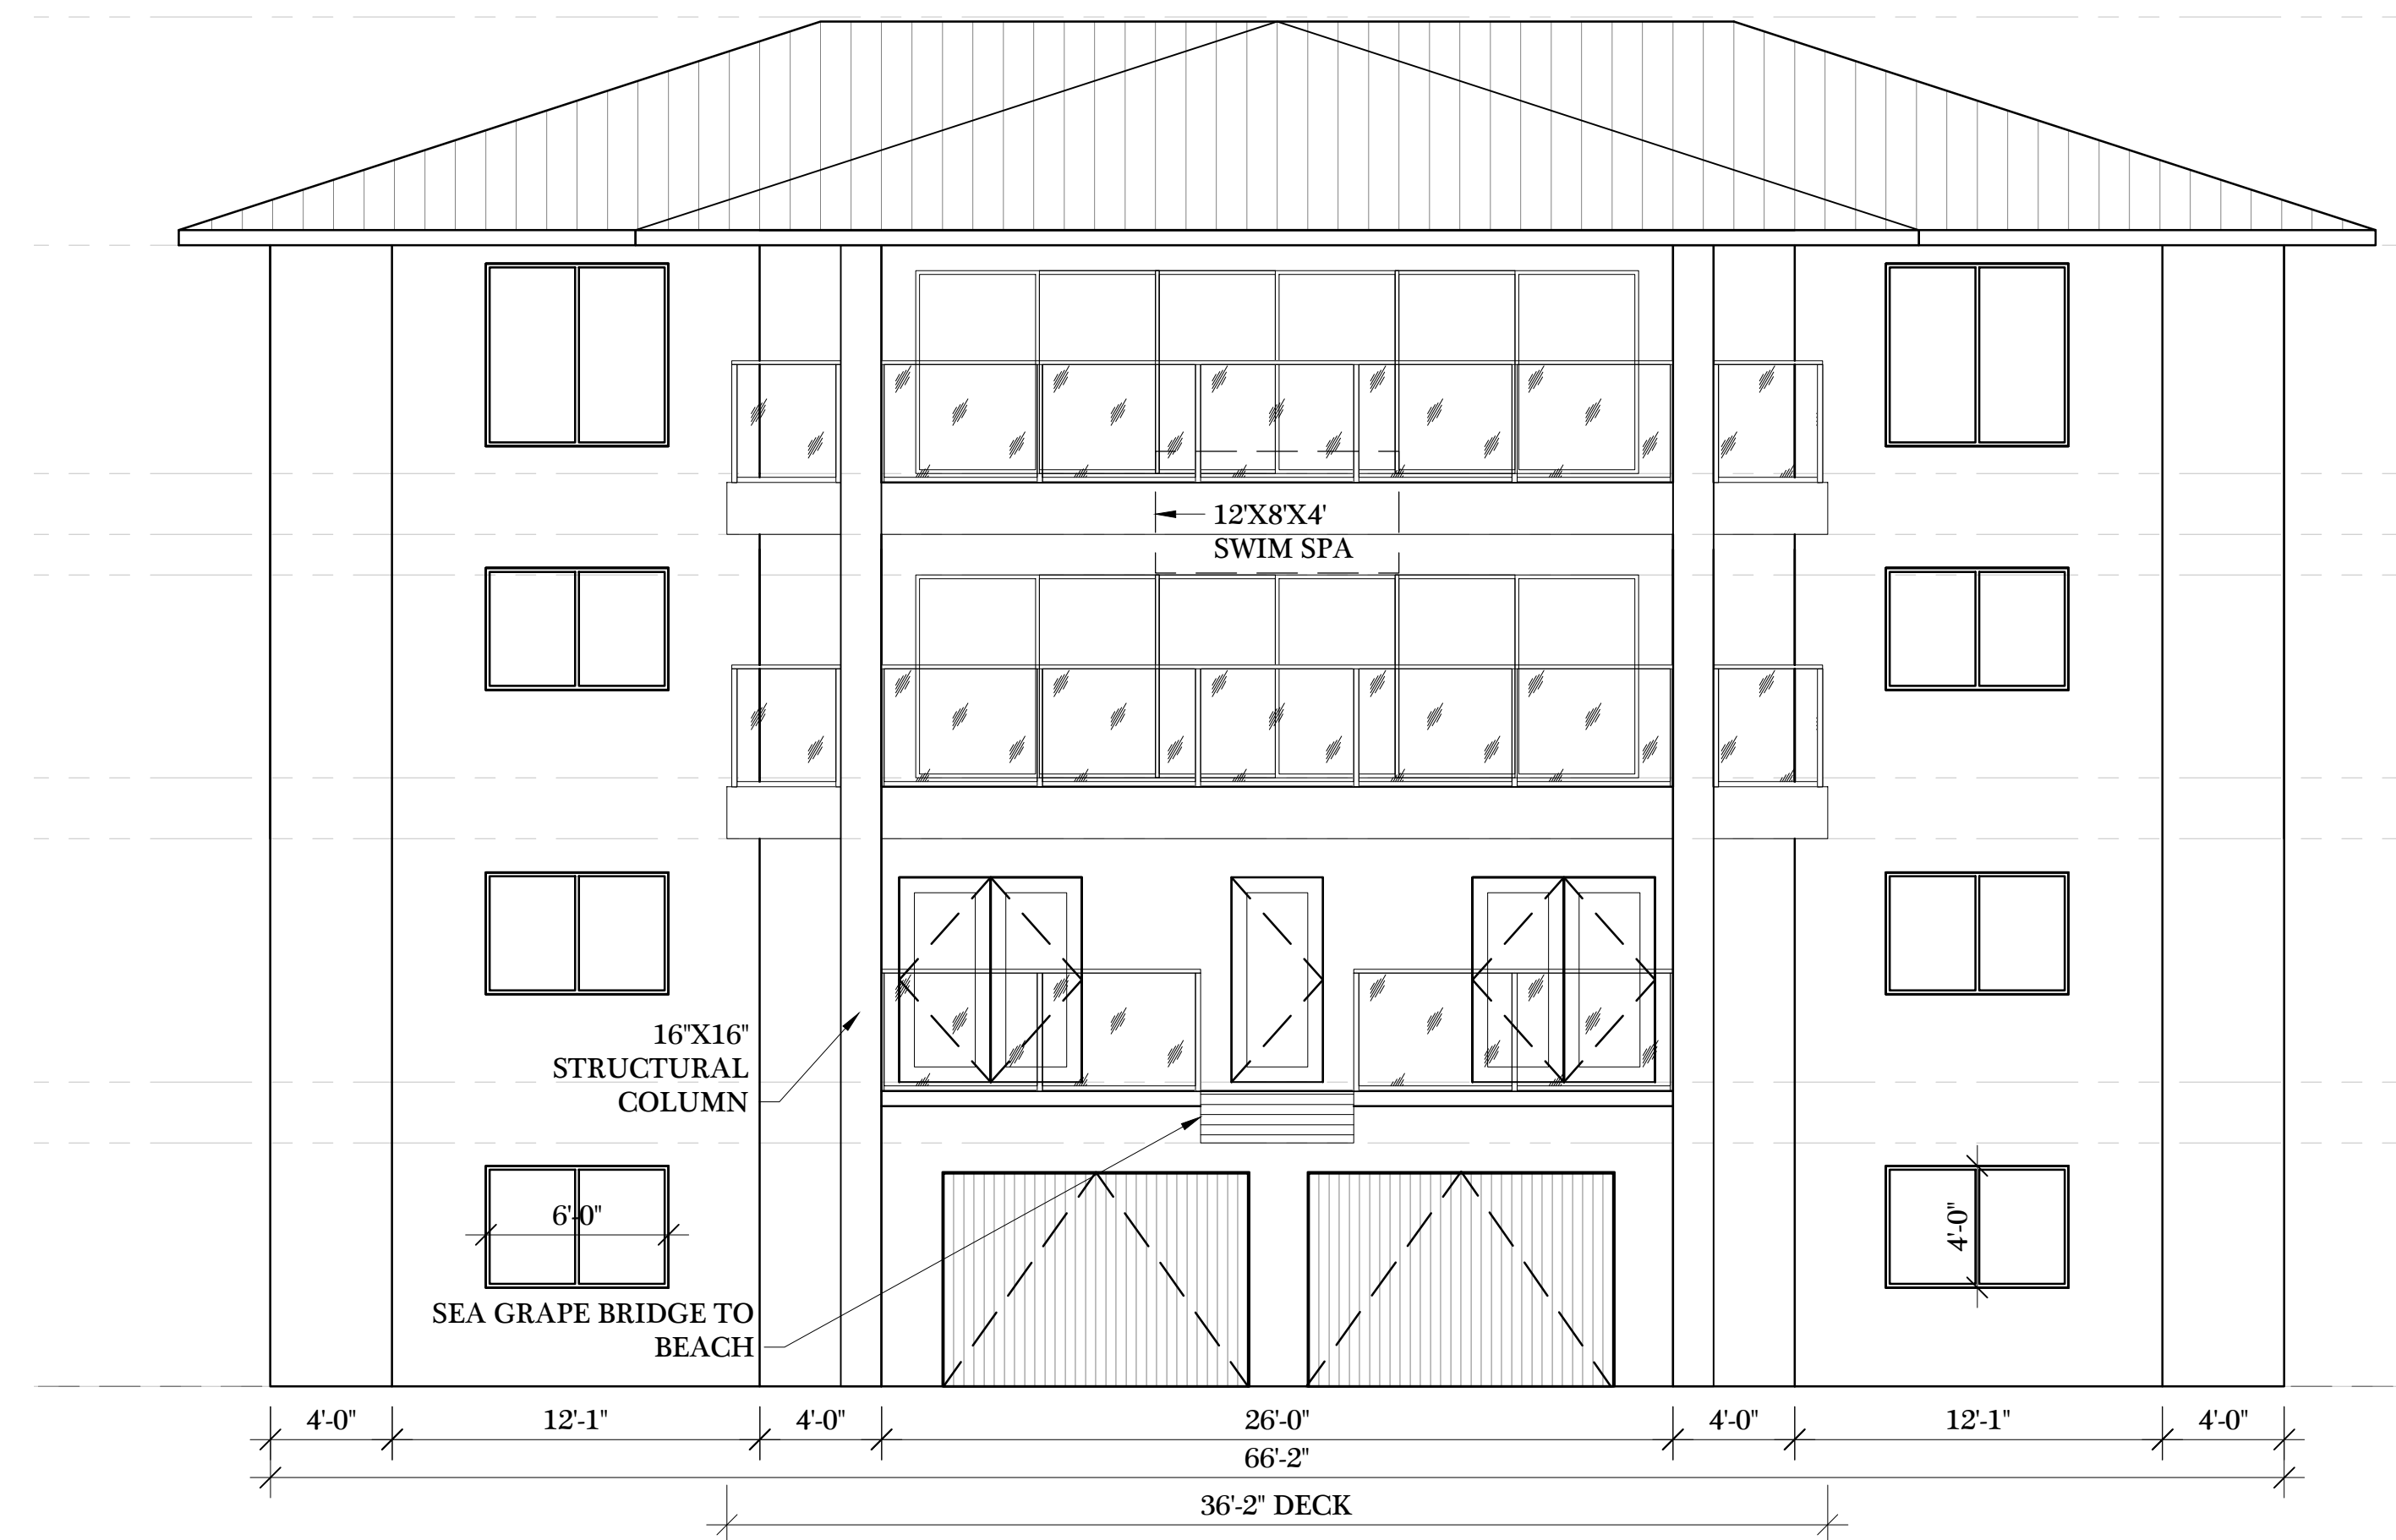 12'X8'X4'
SWIM SPA
16"X16"
STRUCTURAL
COLUMN
6'-0"
4'-0"
SEA GRAPE BRIDGE TO
BEACH
4'-0"
12'-1"
4'-0"
26'-0"
4'-0"
12'-1"
4'-0"
66'-2"
36'-2" DECK